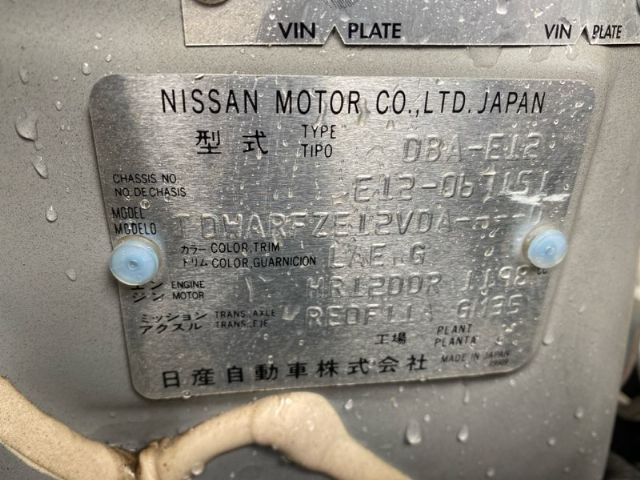 VIN PLATE VIN PLATE
NISSAN MOTOR CO.,LTD. JAPAN
型式 TYPE TIPO DBA-E12
CHASSIS NO. NO. DE CHASIS E12-067151
MODEL MODELO
カラー COLOR, TRIM
トリム COLOR, GUARNICION LAE, G
エンジン ENGINE MOTOR HR12DDR 1198 cc
ミッション TRANS. AXLE
アクスル TRANS. EJE RE0F11A GM35
工場 PLANT PLANTA
日産自動車株式会社 MADE IN JAPAN